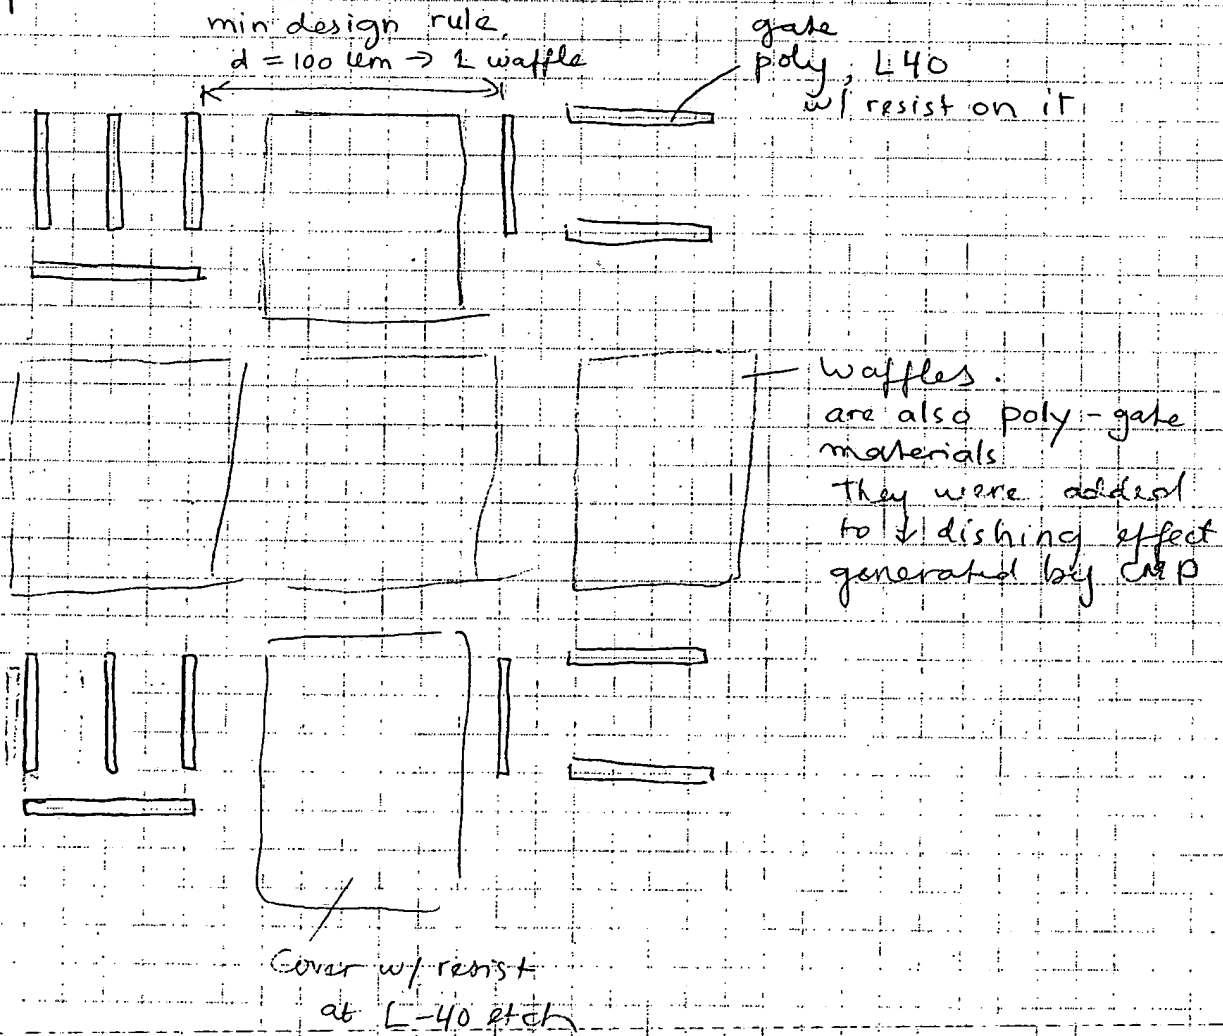 min design rule
d = 100 um → 1 waffle
gate
poly, L40
w/ resist on it
Waffles.
are also poly-gate
materials
they were added
to ↓ dishing effect
generated by CMP
Cover w/ resist
at L-40 etch